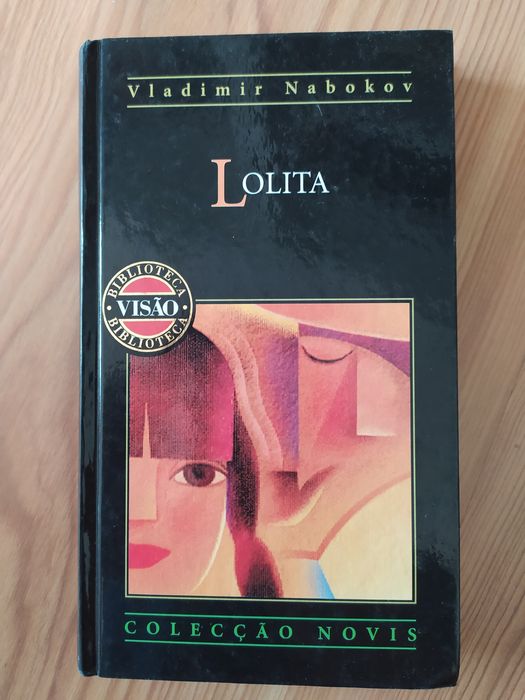 Vladimir Nabokov
LOLITA
BIBLIOTECA
VISÃO
BIBLIOTECA
COLECÇÃO NOVIS